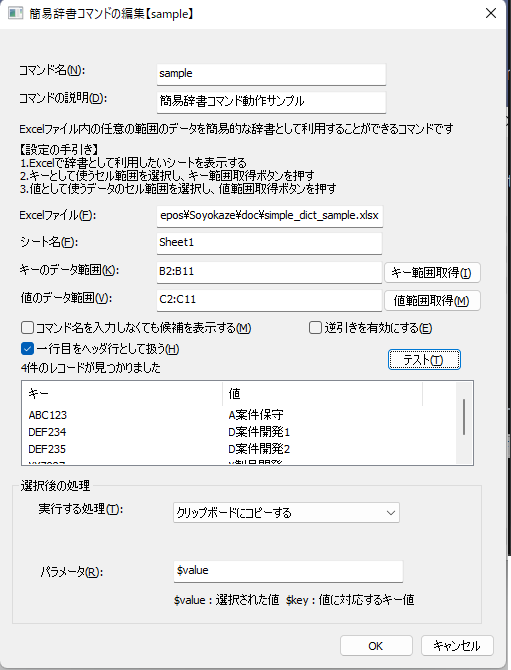 簡易辞書コマンドの編集【sample】
コマンド名(N): sample
コマンドの説明(D): 簡易辞書コマンド動作サンプル
Excelファイル内の任意の範囲のデータを簡易的な辞書として利用することができるコマンドです
【設定の手引き】
1.Excelで辞書として利用したいシートを表示する
2.キーとして使うセル範囲を選択し、キー範囲取得ボタンを押す
3.値として使うデータのセル範囲を選択し、値範囲取得ボタンを押す
Excelファイル(F): epos¥Soyokaze¥doc¥simple_dict_sample.xlsx
シート名(F): Sheet1
キーのデータ範囲(K): B2:B11 キー範囲取得(I)
値のデータ範囲(V): C2:C11 値範囲取得(M)
コマンド名を入力しなくても候補を表示する(M) 逆引きを有効にする(E)
一行目をヘッダ行として扱う(H)
テスト(T)
4件のレコードが見つかりました
キー 値
ABC123 A案件保守
DEF234 D案件開発1
DEF235 D案件開発2
選択後の処理
実行する処理(T): クリップボードにコピーする
パラメータ(R): $value
$value : 選択された値 $key : 値に対応するキー値
OK キャンセル